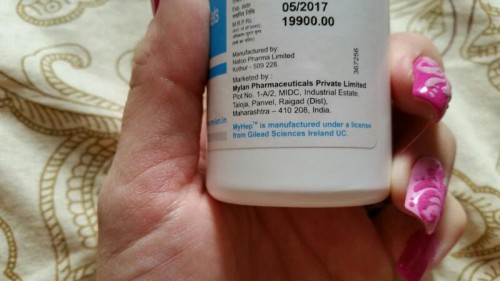 05/2017
19900.00
Manufactured by:
Natco Pharma Limited
Kothur - 509 228
Marketed by :
Mylan Pharmaceuticals Private Limited
Plot No. 1-A/2, MIDC, Industrial Estate,
Taloja, Panvel, Raigad (Dist),
Maharashtra – 410 208, India.
MyHep™ is manufactured under a license
from Gilead Sciences Ireland UC.
367256